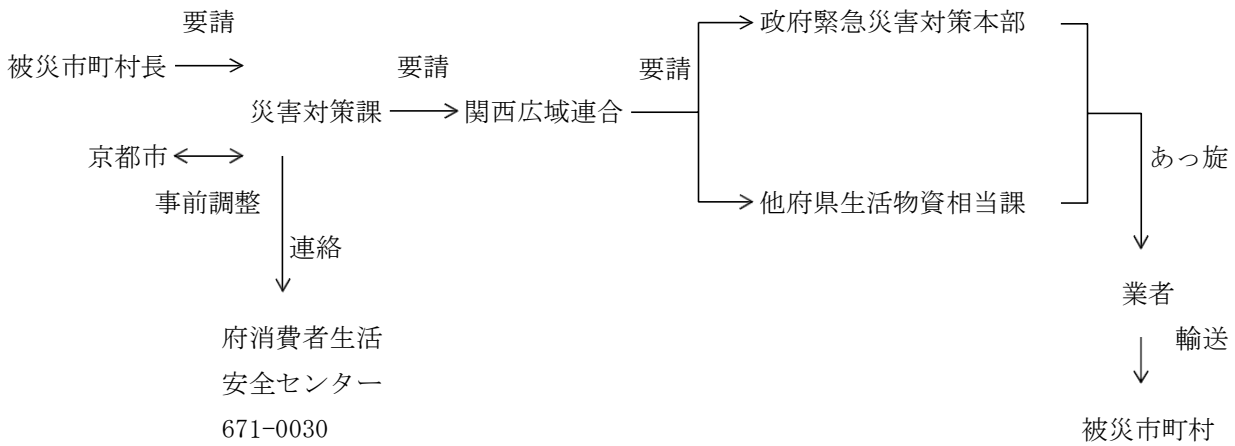 要請
被災市町村長
災害対策課
要請
関西広域連合
要請
政府緊急災害対策本部
他府県生活物資相当課
あっ旋
京都市
事前調整
連絡
府消費者生活
安全センター
671-0030
業者
輸送
被災市町村